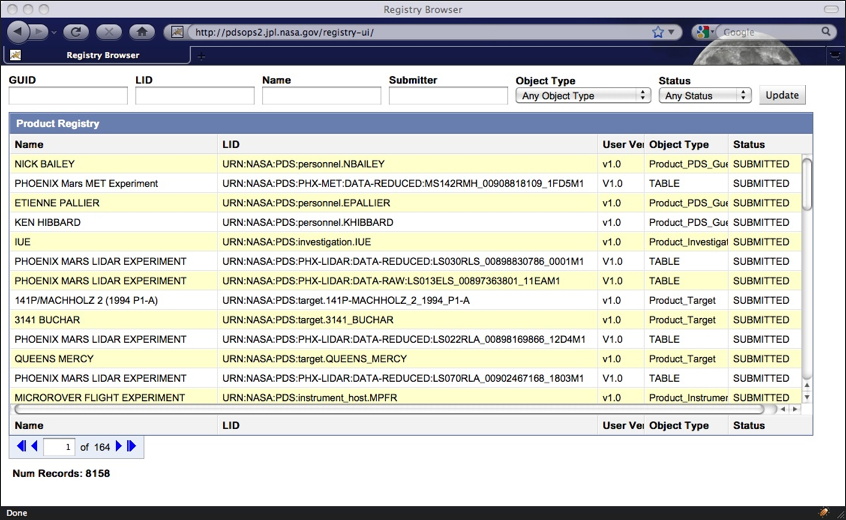 Registry Browser
http://pdsops2.jpl.nasa.gov/registry-ui/
Google
Registry Browser
GUID LID Name Submitter Object Type Status
Any Object Type Any Status Update
Product Registry
Name LID User Ver Object Type Status
NICK BAILEY URN:NASA:PDS:personnel.NBAILEY v1.0 Product_PDS_Gue SUBMITTED
PHOENIX Mars MET Experiment URN:NASA:PDS:PHX-MET:DATA-REDUCED:MS142RMH_00908818109_1FD5M1 V1.0 TABLE SUBMITTED
ETIENNE PALLIER URN:NASA:PDS:personnel.EPALLIER v1.0 Product_PDS_Gue SUBMITTED
KEN HIBBARD URN:NASA:PDS:personnel.KHIBBARD v1.0 Product_PDS_Gue SUBMITTED
IUE URN:NASA:PDS:investigation.IUE v1.0 Product_Investigat SUBMITTED
PHOENIX MARS LIDAR EXPERIMENT URN:NASA:PDS:PHX-LIDAR:DATA-REDUCED:LS030RLS_00898830786_0001M1 V1.0 TABLE SUBMITTED
PHOENIX MARS LIDAR EXPERIMENT URN:NASA:PDS:PHX-LIDAR:DATA-RAW:LS013ELS_00897363801_11EAM1 V1.0 TABLE SUBMITTED
141P/MACHHOLZ 2 (1994 P1-A) URN:NASA:PDS:target.141P-MACHHOLZ_2_1994_P1-A v1.0 Product_Target SUBMITTED
3141 BUCHAR URN:NASA:PDS:target.3141_BUCHAR v1.0 Product_Target SUBMITTED
PHOENIX MARS LIDAR EXPERIMENT URN:NASA:PDS:PHX-LIDAR:DATA-REDUCED:LS022RLA_00898169866_12D4M1 V1.0 TABLE SUBMITTED
QUEENS MERCY URN:NASA:PDS:target.QUEENS_MERCY v1.0 Product_Target SUBMITTED
PHOENIX MARS LIDAR EXPERIMENT URN:NASA:PDS:PHX-LIDAR:DATA-REDUCED:LS070RLA_00902467168_1803M1 V1.0 TABLE SUBMITTED
MICROROVER FLIGHT EXPERIMENT URN:NASA:PDS:instrument_host.MPFR v1.0 Product_Instrumer SUBMITTED
Name LID User Ver Object Type Status
1 of 164
Num Records: 8158
Done